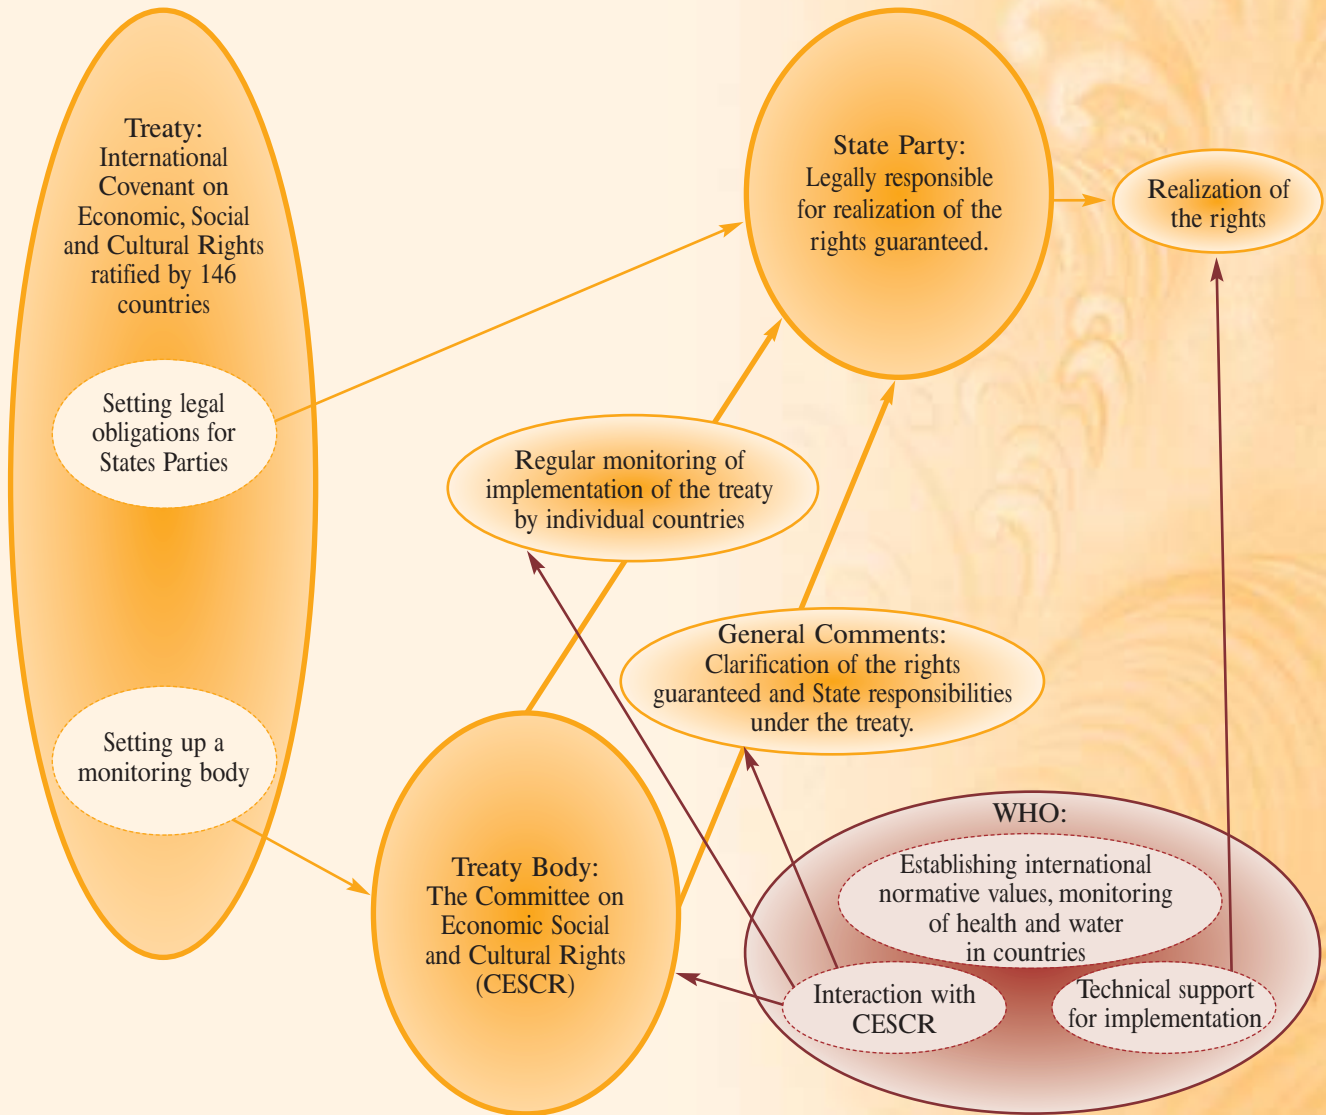 Treaty:
International
Covenant on
Economic, Social
and Cultural Rights
ratified by 146
countries
Setting legal
obligations for
States Parties
Setting up a
monitoring body
State Party:
Legally responsible
for realization of the
rights guaranteed.
Realization of
the rights
Regular monitoring of
implementation of the treaty
by individual countries
General Comments:
Clarification of the rights
guaranteed and State responsibilities
under the treaty.
Treaty Body:
The Committee on
Economic Social
and Cultural Rights
(CESCR)
WHO:
Establishing international
normative values, monitoring
of health and water
in countries
Interaction with
CESCR
Technical support
for implementation